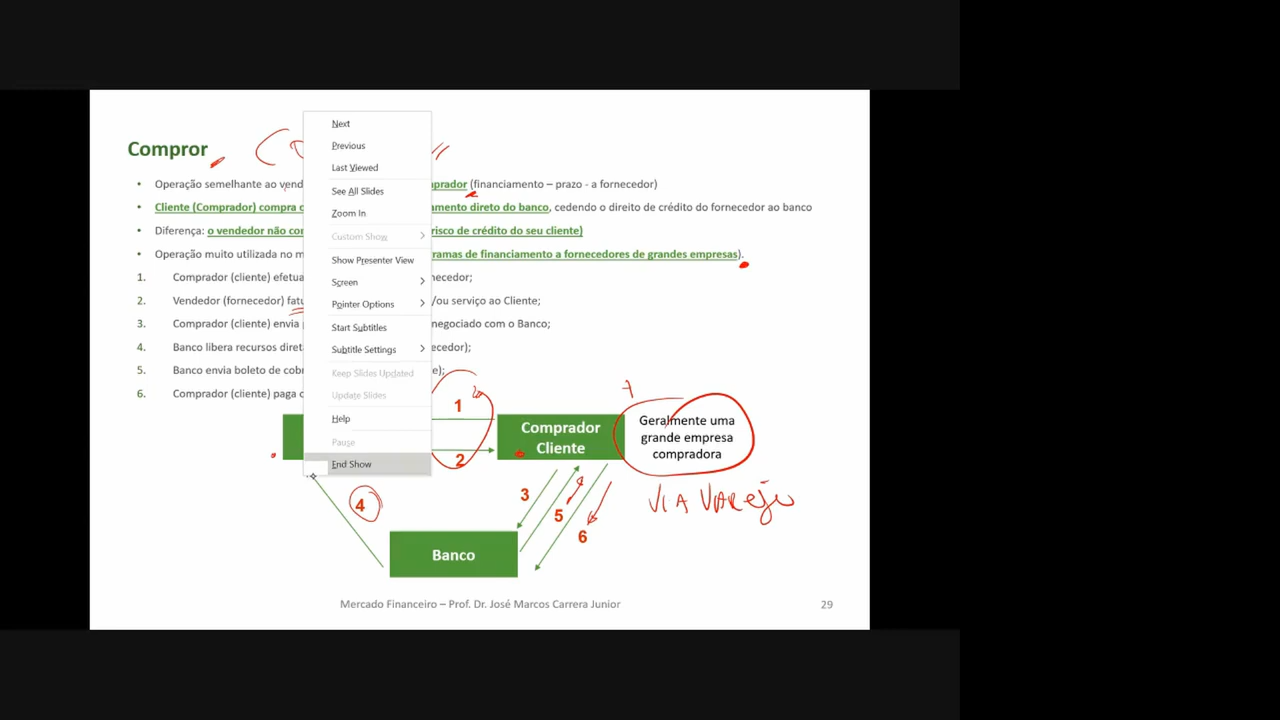 Compror
Operação semelhante ao vend
prador (financiamento – prazo - a fornecedor)
Cliente (Comprador) compra
amento direto do banco, cedendo o direito de crédito do fornecedor ao banco
Diferença: o vendedor não
risco de crédito do seu cliente)
Operação muito utilizada no m
ramas de financiamento a fornecedores de grandes empresas).
1. Comprador (cliente) efetua
necedor;
2. Vendedor (fornecedor) fatu
/ou serviço ao Cliente;
3. Comprador (cliente) envia
negociado com o Banco;
4. Banco libera recursos diret
ecedor);
5. Banco envia boleto de cob
e);
6. Comprador (cliente) paga
Next
Previous
Last Viewed
See All Slides
Zoom In
Custom Show
Show Presenter View
Screen
Pointer Options
Start Subtitles
Subtitle Settings
Keep Slides Updated
Update Slides
Help
Pause
End Show
1
2
Comprador
Cliente
Geralmente uma
grande empresa
compradora
VIA VAREJO
3
4
5
6
Banco
Mercado Financeiro – Prof. Dr. José Marcos Carrera Junior
29